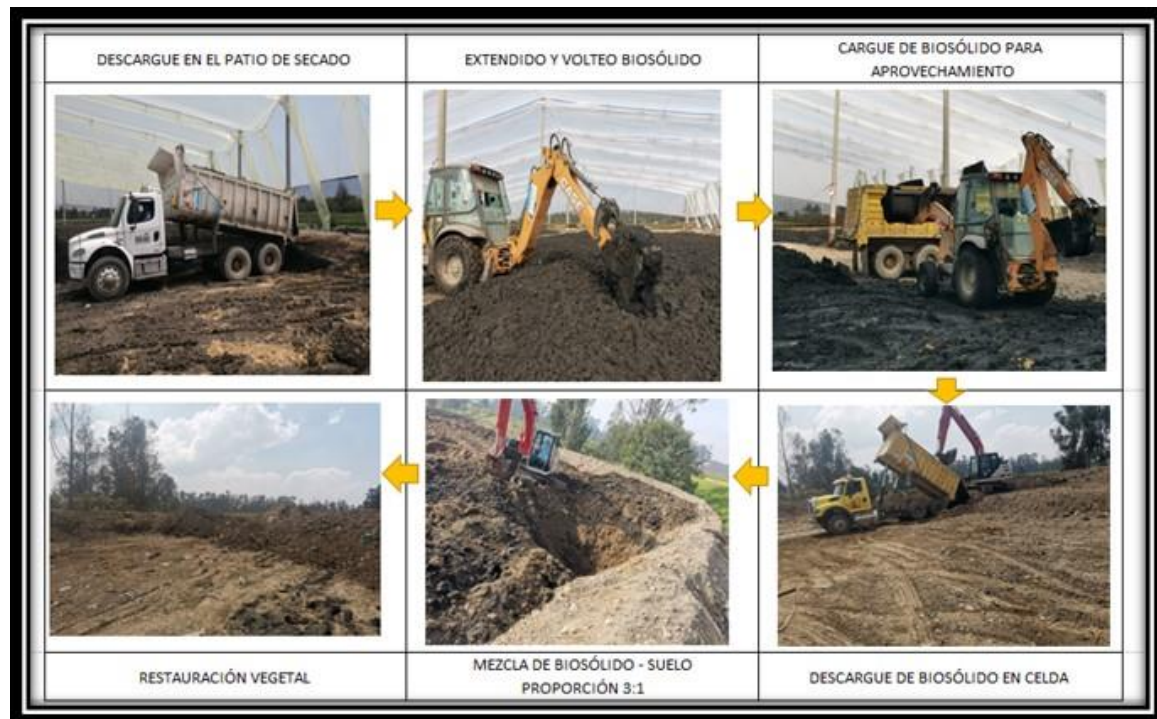 DESCARGUE EN EL PATIO DE SECADO
EXTENDIDO Y VOLTEO BIOSÓLIDO
CARGUE DE BIOSÓLIDO PARA
APROVECHAMIENTO
RESTAURACIÓN VEGETAL
MEZCLA DE BIOSÓLIDO - SUELO
PROPORCIÓN 3:1
DESCARGUE DE BIOSÓLIDO EN CELDA